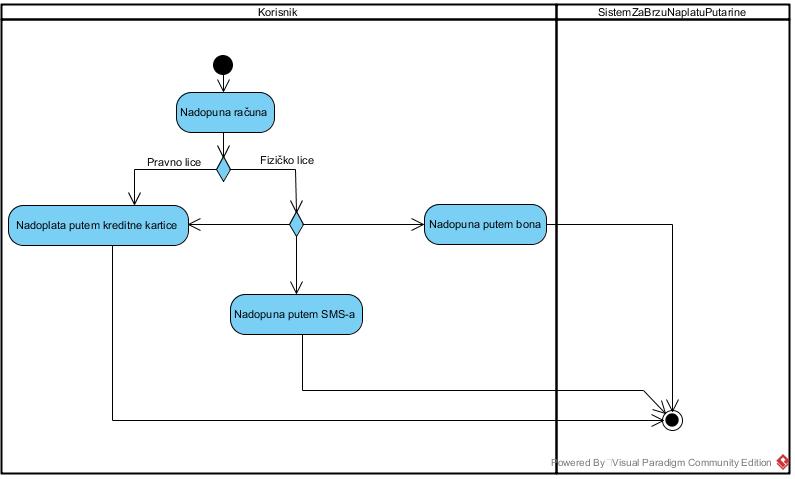 Korisnik
SistemZaBrzuNaplatuPutarine
Nadopuna računa
Pravno lice
Fizičko lice
Nadoplata putem kreditne kartice
Nadopuna putem bona
Nadopuna putem SMS-a
Powered By Visual Paradigm Community Edition